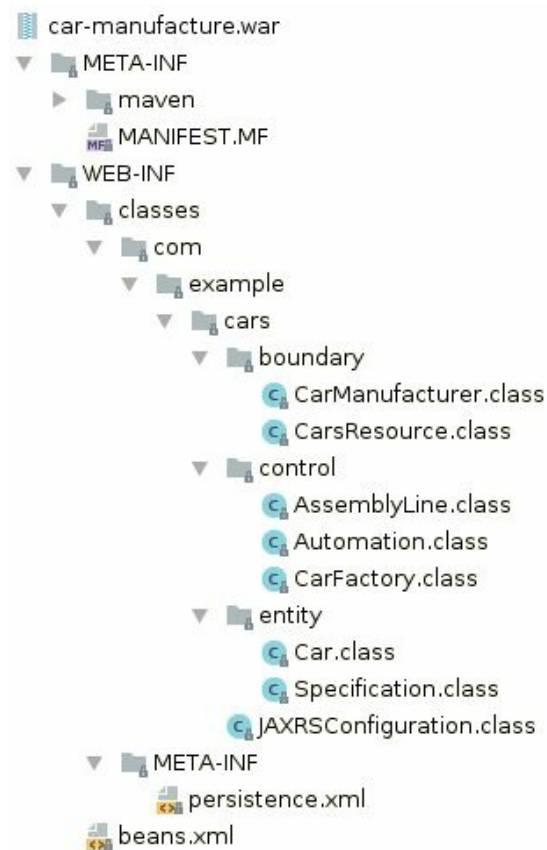 car-manufacture.war
META-INF
maven
MF MANIFEST.MF
WEB-INF
classes
com
example
cars
boundary
C CarManufacturer.class
C CarsResource.class
control
C AssemblyLine.class
C Automation.class
C CarFactory.class
entity
C Car.class
C Specification.class
C JAXRSConfiguration.class
META-INF
persistence.xml
beans.xml